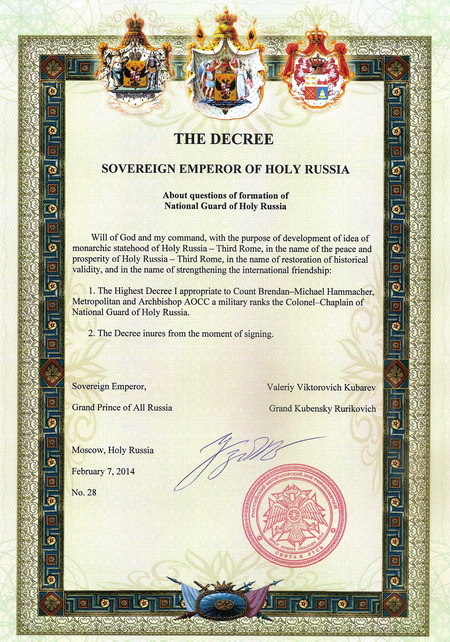 THE DECREE
SOVEREIGN EMPEROR OF HOLY RUSSIA
About questions of formation of
National Guard of Holy Russia
Will of God and my command, with the purpose of development of idea of
monarchic statehood of Holy Russia – Third Rome, in the name of the peace and
prosperity of Holy Russia – Third Rome, in the name of restoration of historical
validity, and in the name of strengthening the international friendship:
1. The Highest Decree I appropriate to Count Brendan–Michael Hammacher,
Metropolitan and Archbishop AOCC a military ranks the Colonel–Chaplain of
National Guard of Holy Russia.
2. The Decree inures from the moment of signing.
Sovereign Emperor, Valeriy Viktorovich Kubarev
Grand Prince of All Russia Grand Kubensky Rurikovich
Moscow, Holy Russia
February 7, 2014
No. 28
СВЯТАЯ РУСЬ